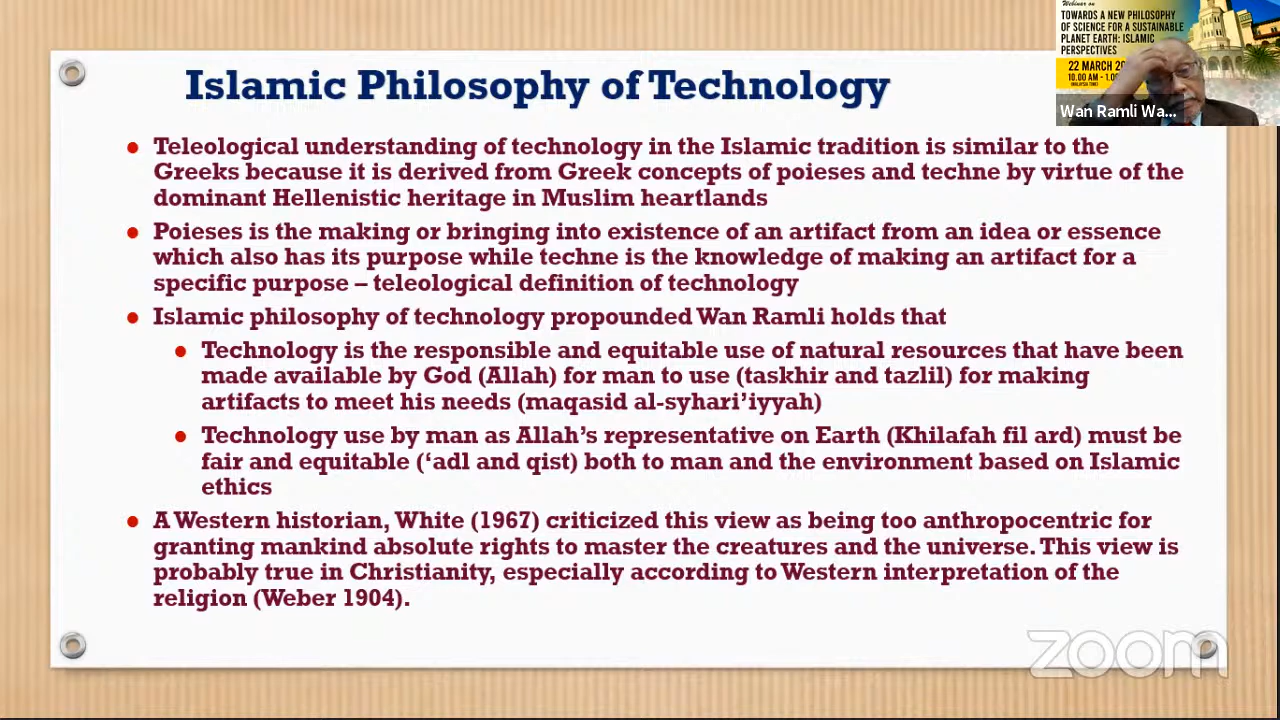 Webinar on
TOWARDS A NEW PHILOSOPHY
OF SCIENCE FOR A SUSTAINABLE
PLANET EARTH: ISLAMIC
PERSPECTIVES
22 MARCH
10.00 AM -
Wan Ramli Wa...
Islamic Philosophy of Technology
Teleological understanding of technology in the Islamic tradition is similar to the
Greeks because it is derived from Greek concepts of poieses and techne by virtue of the
dominant Hellenistic heritage in Muslim heartlands
Poieses is the making or bringing into existence of an artifact from an idea or essence
which also has its purpose while techne is the knowledge of making an artifact for a
specific purpose – teleological definition of technology
Islamic philosophy of technology propounded Wan Ramli holds that
Technology is the responsible and equitable use of natural resources that have been
made available by God (Allah) for man to use (taskhir and tazlil) for making
artifacts to meet his needs (maqasid al-syhari’iyyah)
Technology use by man as Allah’s representative on Earth (Khilafah fil ard) must be
fair and equitable (‘adl and qist) both to man and the environment based on Islamic
ethics
A Western historian, White (1967) criticized this view as being too anthropocentric for
granting mankind absolute rights to master the creatures and the universe. This view is
probably true in Christianity, especially according to Western interpretation of the
religion (Weber 1904).
zoom